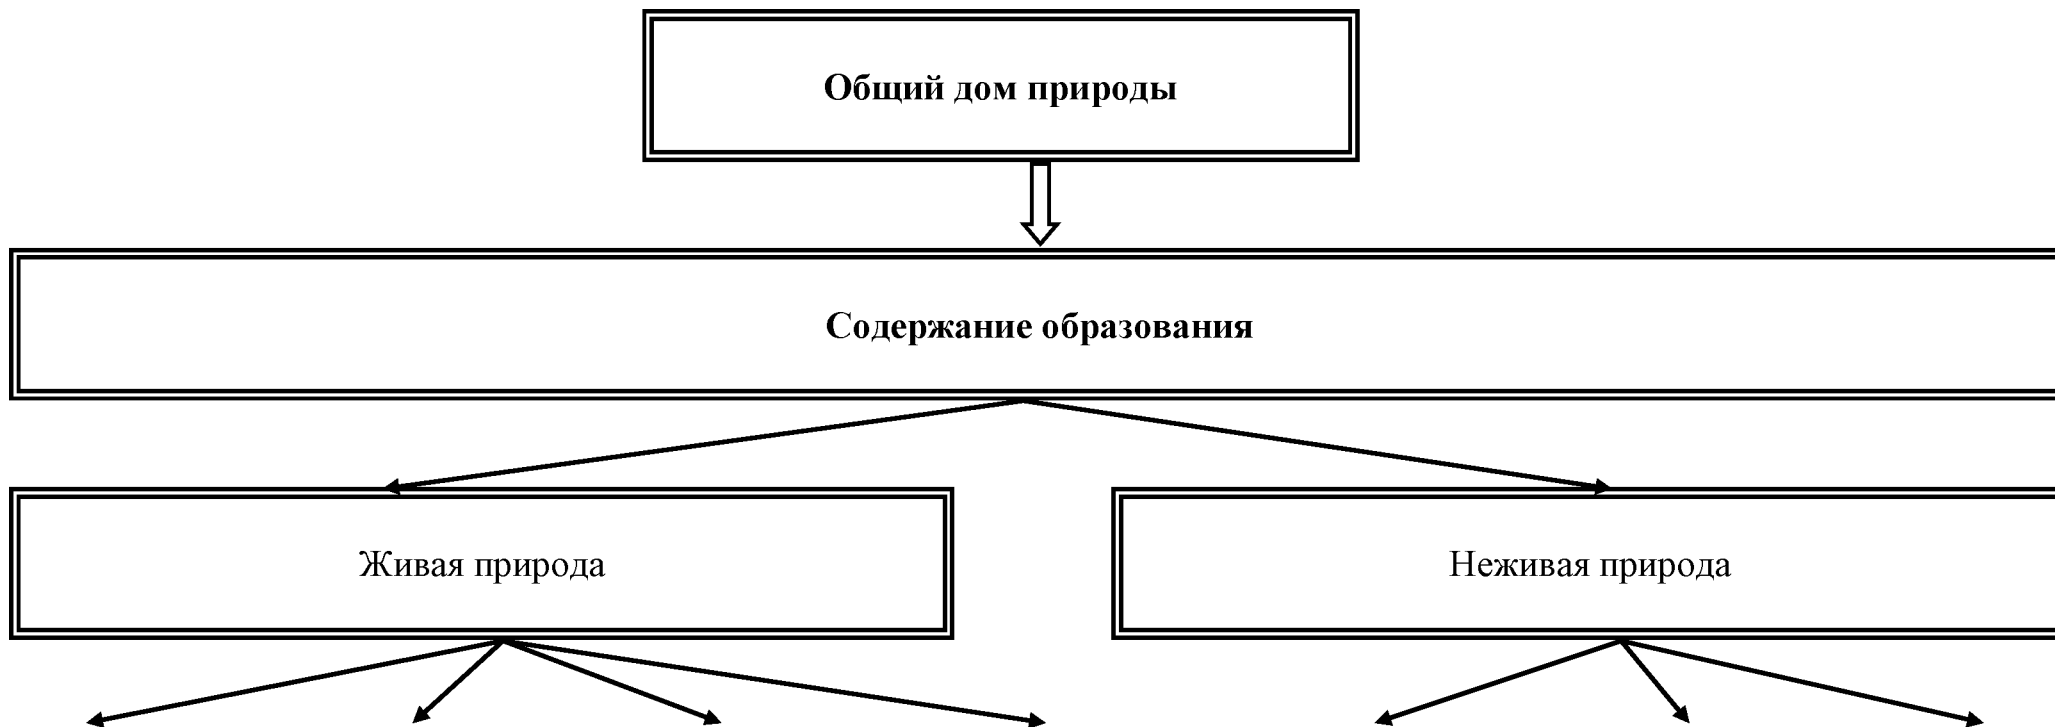 Общий дом природы
Содержание образования
Живая природа
Неживая природа